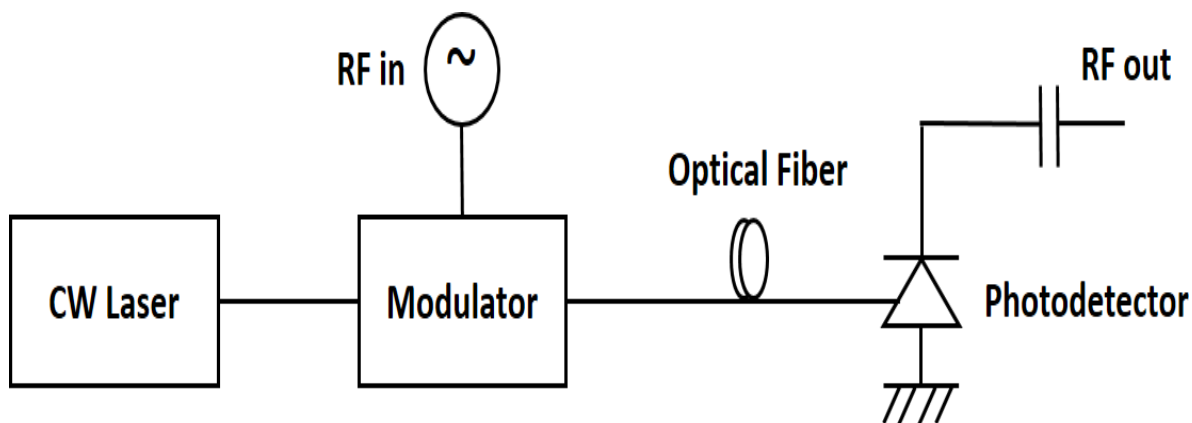 RF in
~
RF out
Optical Fiber
CW Laser
Modulator
Photodetector